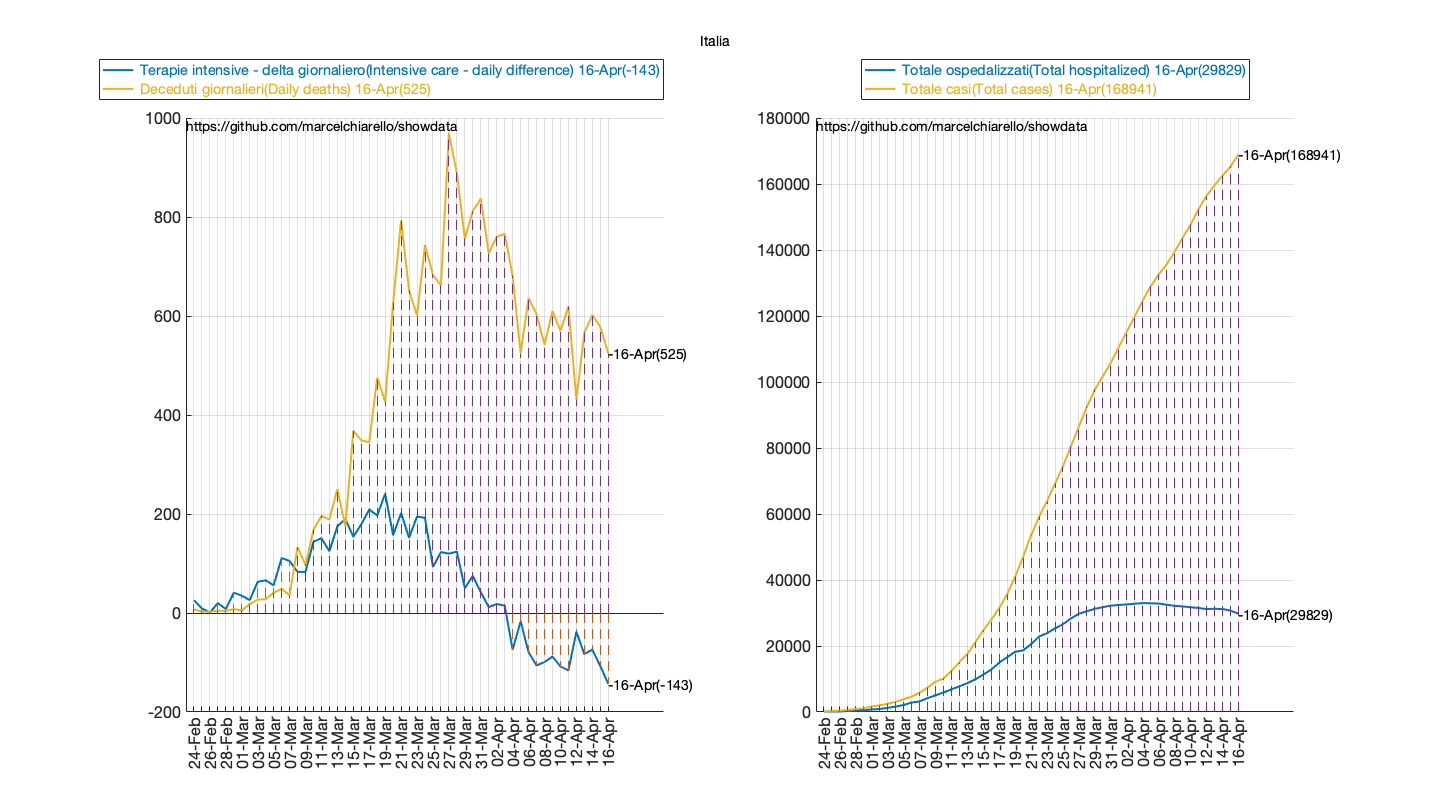 Italia
Terapie intensive - delta giornaliero(Intensive care - daily difference) 16-Apr(-143)
Deceduti giornalieri(Daily deaths) 16-Apr(525)
https://github.com/marcelchiarello/showdata
1000
800
600
400
200
0
-200
16-Apr(525)
16-Apr(-143)
24-Feb
26-Feb
28-Feb
01-Mar
03-Mar
05-Mar
07-Mar
09-Mar
11-Mar
13-Mar
15-Mar
17-Mar
19-Mar
21-Mar
23-Mar
25-Mar
27-Mar
29-Mar
31-Mar
02-Apr
04-Apr
06-Apr
08-Apr
10-Apr
12-Apr
14-Apr
16-Apr
Totale ospedalizzati(Total hospitalized) 16-Apr(29829)
Totale casi(Total cases) 16-Apr(168941)
https://github.com/marcelchiarello/showdata
180000
160000
140000
120000
100000
80000
60000
40000
20000
0
16-Apr(168941)
16-Apr(29829)
24-Feb
26-Feb
28-Feb
01-Mar
03-Mar
05-Mar
07-Mar
09-Mar
11-Mar
13-Mar
15-Mar
17-Mar
19-Mar
21-Mar
23-Mar
25-Mar
27-Mar
29-Mar
31-Mar
02-Apr
04-Apr
06-Apr
08-Apr
10-Apr
12-Apr
14-Apr
16-Apr